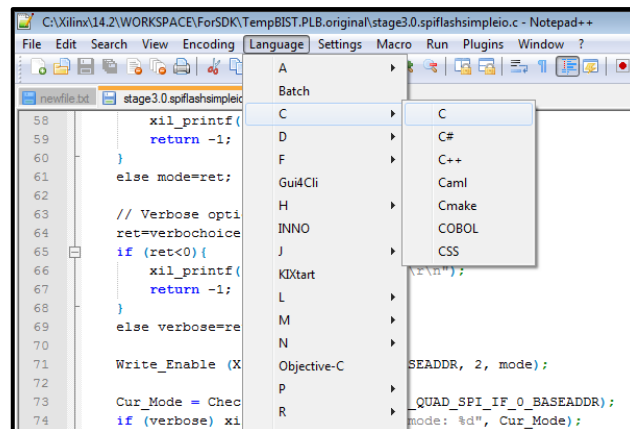 C:\Xilinx\14.2\WORKSPACE\ForSDK\TempBIST.PLB.original\stage3.0.spiflashsimpleio.c - Notepad++
File Edit Search View Encoding Language Settings Macro Run Plugins Window ?
newfile.txt stage3.0.spiflashsimpleio
A
Batch
C
D
F
Gui4Cli
H
INNO
J
KIXtart
L
M
N
Objective-C
P
R
C
C#
C++
Caml
Cmake
COBOL
CSS
58 xil_printf(
59 return -1;
60 }
61 else mode=ret;
62
63 // Verbose opti
64 ret=verbochoice
65 if (ret<0){
66 xil_printf( \r\n");
67 return -1;
68 }
69 else verbose=re
70
71 Write_Enable (X SEADDR, 2, mode);
72
73 Cur_Mode = Chec _QUAD_SPI_IF_0_BASEADDR);
74 if (verbose) xi mode: %d", Cur_Mode);